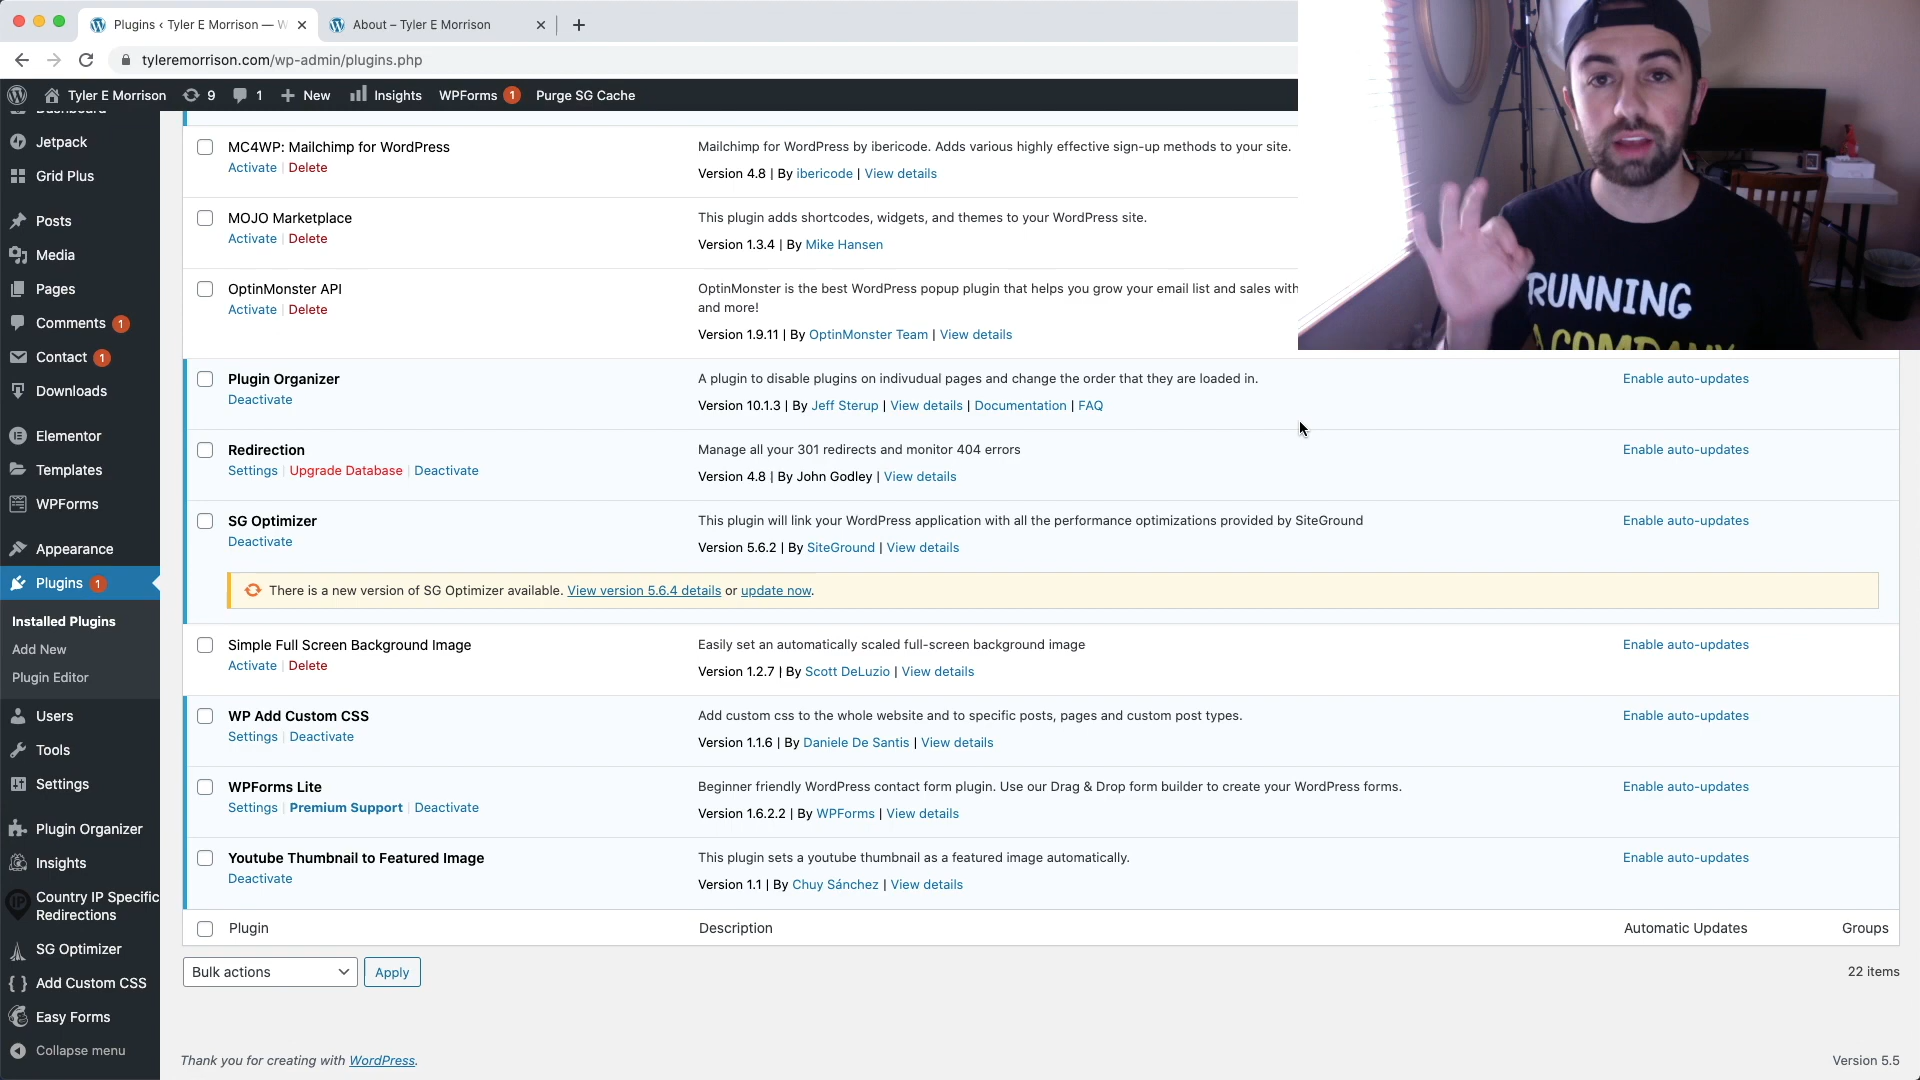 Plugins ‹ Tyler E Morrison — W
About – Tyler E Morrison
tyleremorrison.com/wp-admin/plugins.php
Tyler E Morrison 9 1 New Insights WPForms 1 Purge SG Cache
Jetpack
Grid Plus
Posts
Media
Pages
Comments 1
Contact 1
Downloads
Elementor
Templates
WPForms
Appearance
Plugins 1
Installed Plugins
Add New
Plugin Editor
Users
Tools
Settings
Plugin Organizer
Insights
Country IP Specific
Redirections
SG Optimizer
Add Custom CSS
Easy Forms
Collapse menu
MC4WP: Mailchimp for WordPress
Activate | Delete
Mailchimp for WordPress by ibericode. Adds various highly effective sign-up methods to your site.
Version 4.8 | By ibericode | View details
MOJO Marketplace
Activate | Delete
This plugin adds shortcodes, widgets, and themes to your WordPress site.
Version 1.3.4 | By Mike Hansen
OptinMonster API
Activate | Delete
OptinMonster is the best WordPress popup plugin that helps you grow your email list and sales with
and more!
Version 1.9.11 | By OptinMonster Team | View details
Plugin Organizer
Deactivate
A plugin to disable plugins on indivudual pages and change the order that they are loaded in.
Version 10.1.3 | By Jeff Sterup | View details | Documentation | FAQ
Enable auto-updates
Redirection
Settings | Upgrade Database | Deactivate
Manage all your 301 redirects and monitor 404 errors
Version 4.8 | By John Godley | View details
Enable auto-updates
SG Optimizer
Deactivate
This plugin will link your WordPress application with all the performance optimizations provided by SiteGround
Version 5.6.2 | By SiteGround | View details
Enable auto-updates
There is a new version of SG Optimizer available. View version 5.6.4 details or update now.
Simple Full Screen Background Image
Activate | Delete
Easily set an automatically scaled full-screen background image
Version 1.2.7 | By Scott DeLuzio | View details
Enable auto-updates
WP Add Custom CSS
Settings | Deactivate
Add custom css to the whole website and to specific posts, pages and custom post types.
Version 1.1.6 | By Daniele De Santis | View details
Enable auto-updates
WPForms Lite
Settings | Premium Support | Deactivate
Beginner friendly WordPress contact form plugin. Use our Drag & Drop form builder to create your WordPress forms.
Version 1.6.2.2 | By WPForms | View details
Enable auto-updates
Youtube Thumbnail to Featured Image
Deactivate
This plugin sets a youtube thumbnail as a featured image automatically.
Version 1.1 | By Chuy Sánchez | View details
Enable auto-updates
Plugin Description Automatic Updates Groups
Bulk actions Apply 22 items
Thank you for creating with WordPress.
Version 5.5
RUNNING
A COMPANY